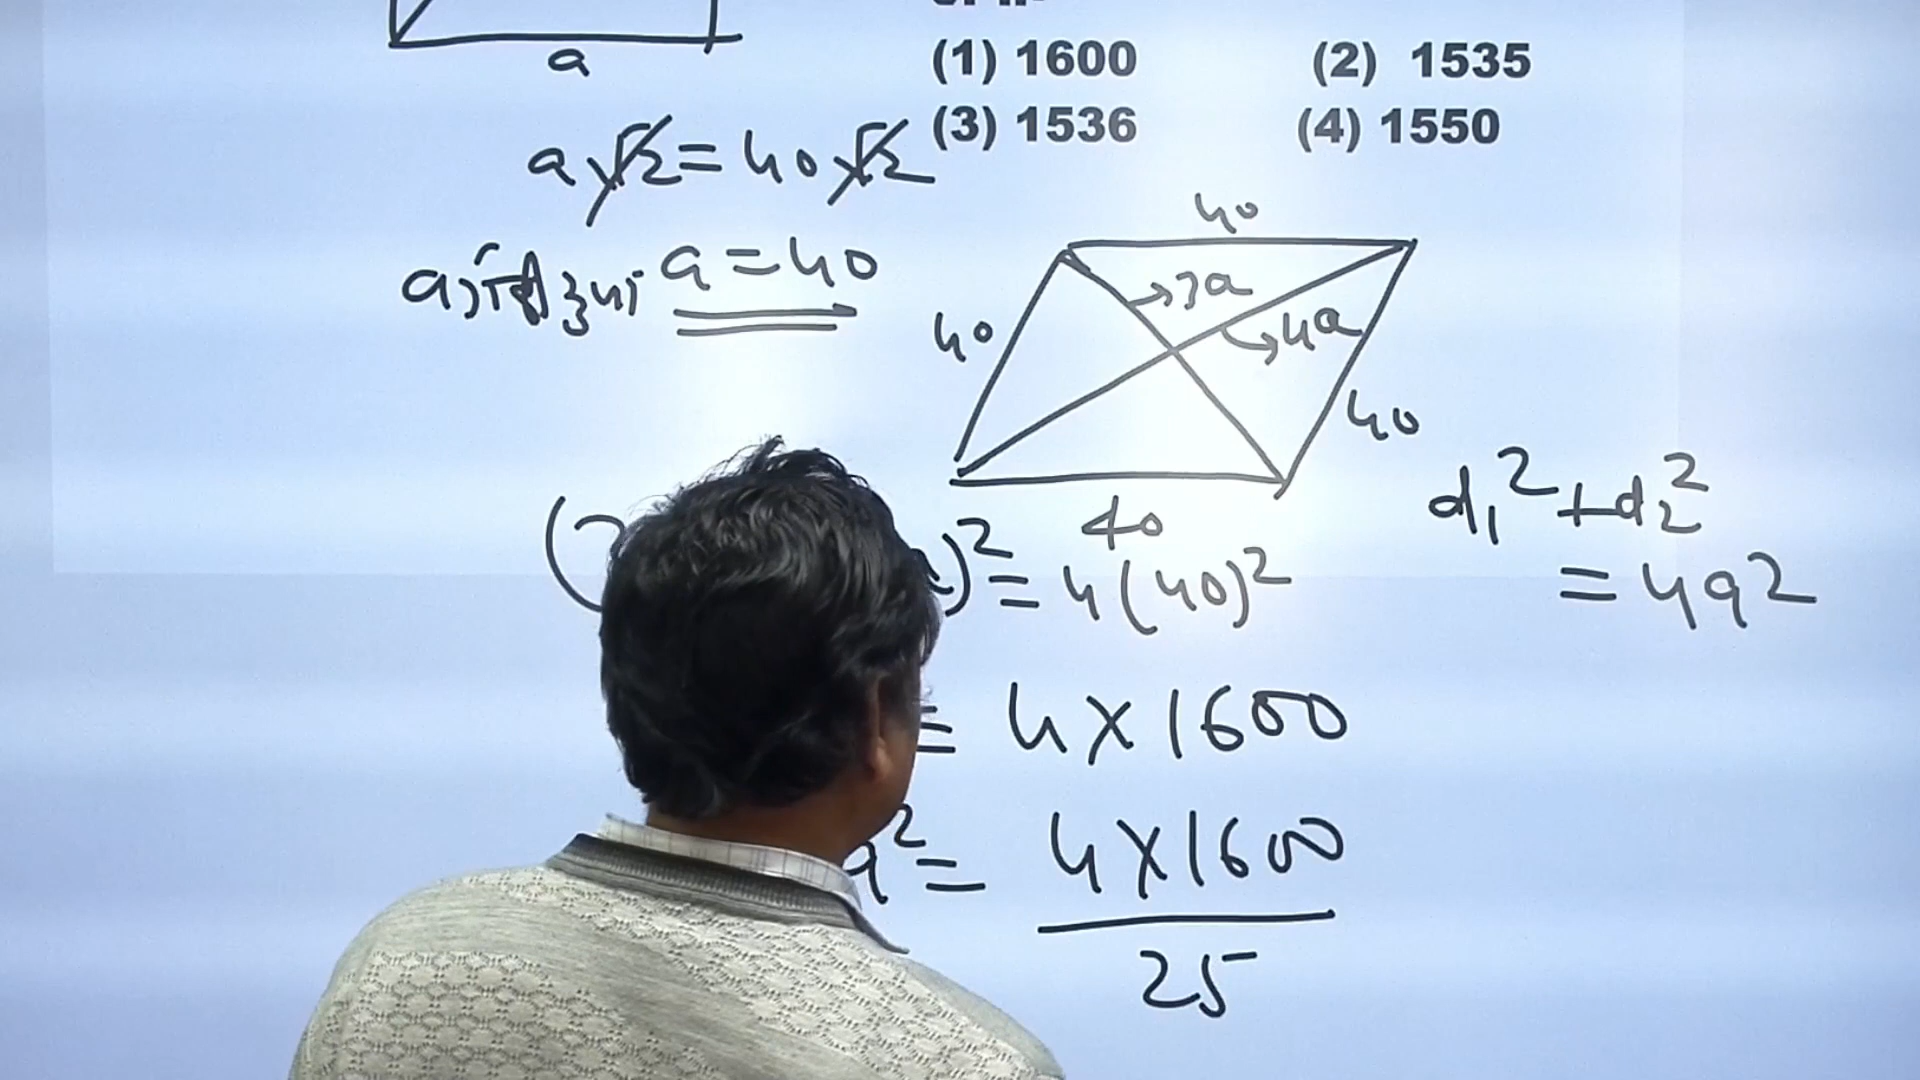 a
(1) 1600 (2) 1535
(3) 1536 (4) 1550
a√2 = 40√2
a = 40
40
3a
4a
40
40
40
d₁² + d₂²
= 4a²
)² = 4(40)²
= 4 × 1600
a² = 4 × 1600
25